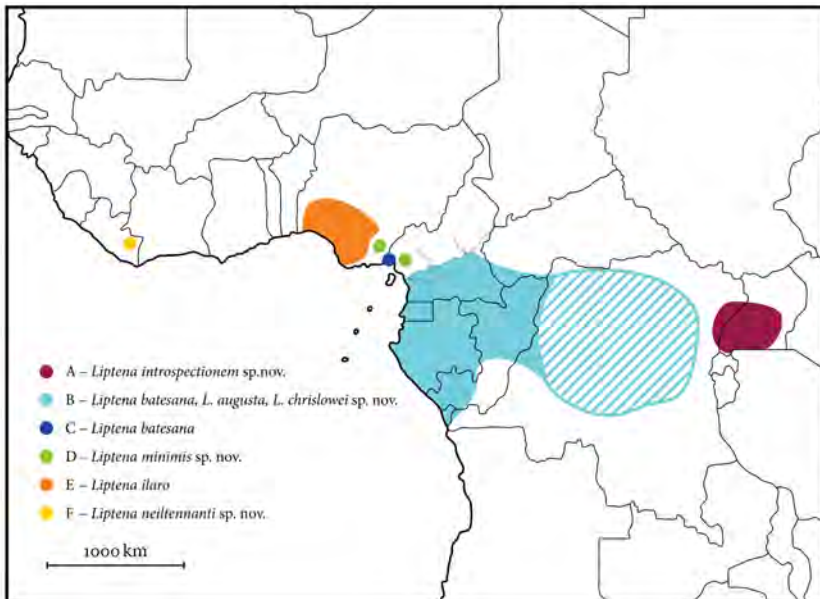 A – Liptena introspectionem sp.nov.
B – Liptena batesana, L. augusta, L. chrislowei sp. nov.
C – Liptena batesana
D – Liptena minimis sp. nov.
E – Liptena ilaro
F – Liptena neiltennanti sp. nov.
1000 km